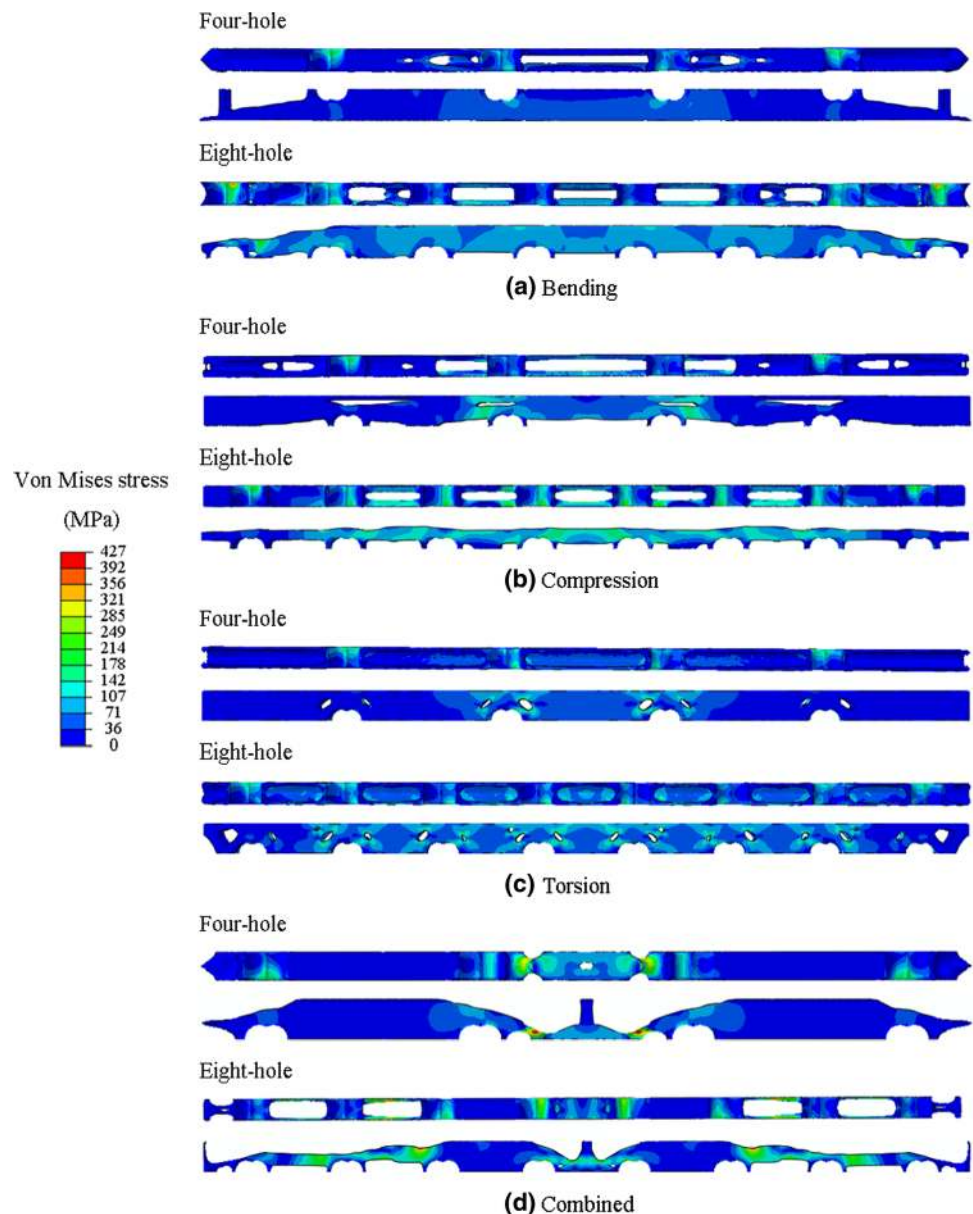 Four-hole
Eight-hole
(a) Bending
Four-hole
Eight-hole
(b) Compression
Von Mises stress
(MPa)
427
392
356
321
285
249
214
178
142
107
71
36
0
Four-hole
Eight-hole
(c) Torsion
Four-hole
Eight-hole
(d) Combined